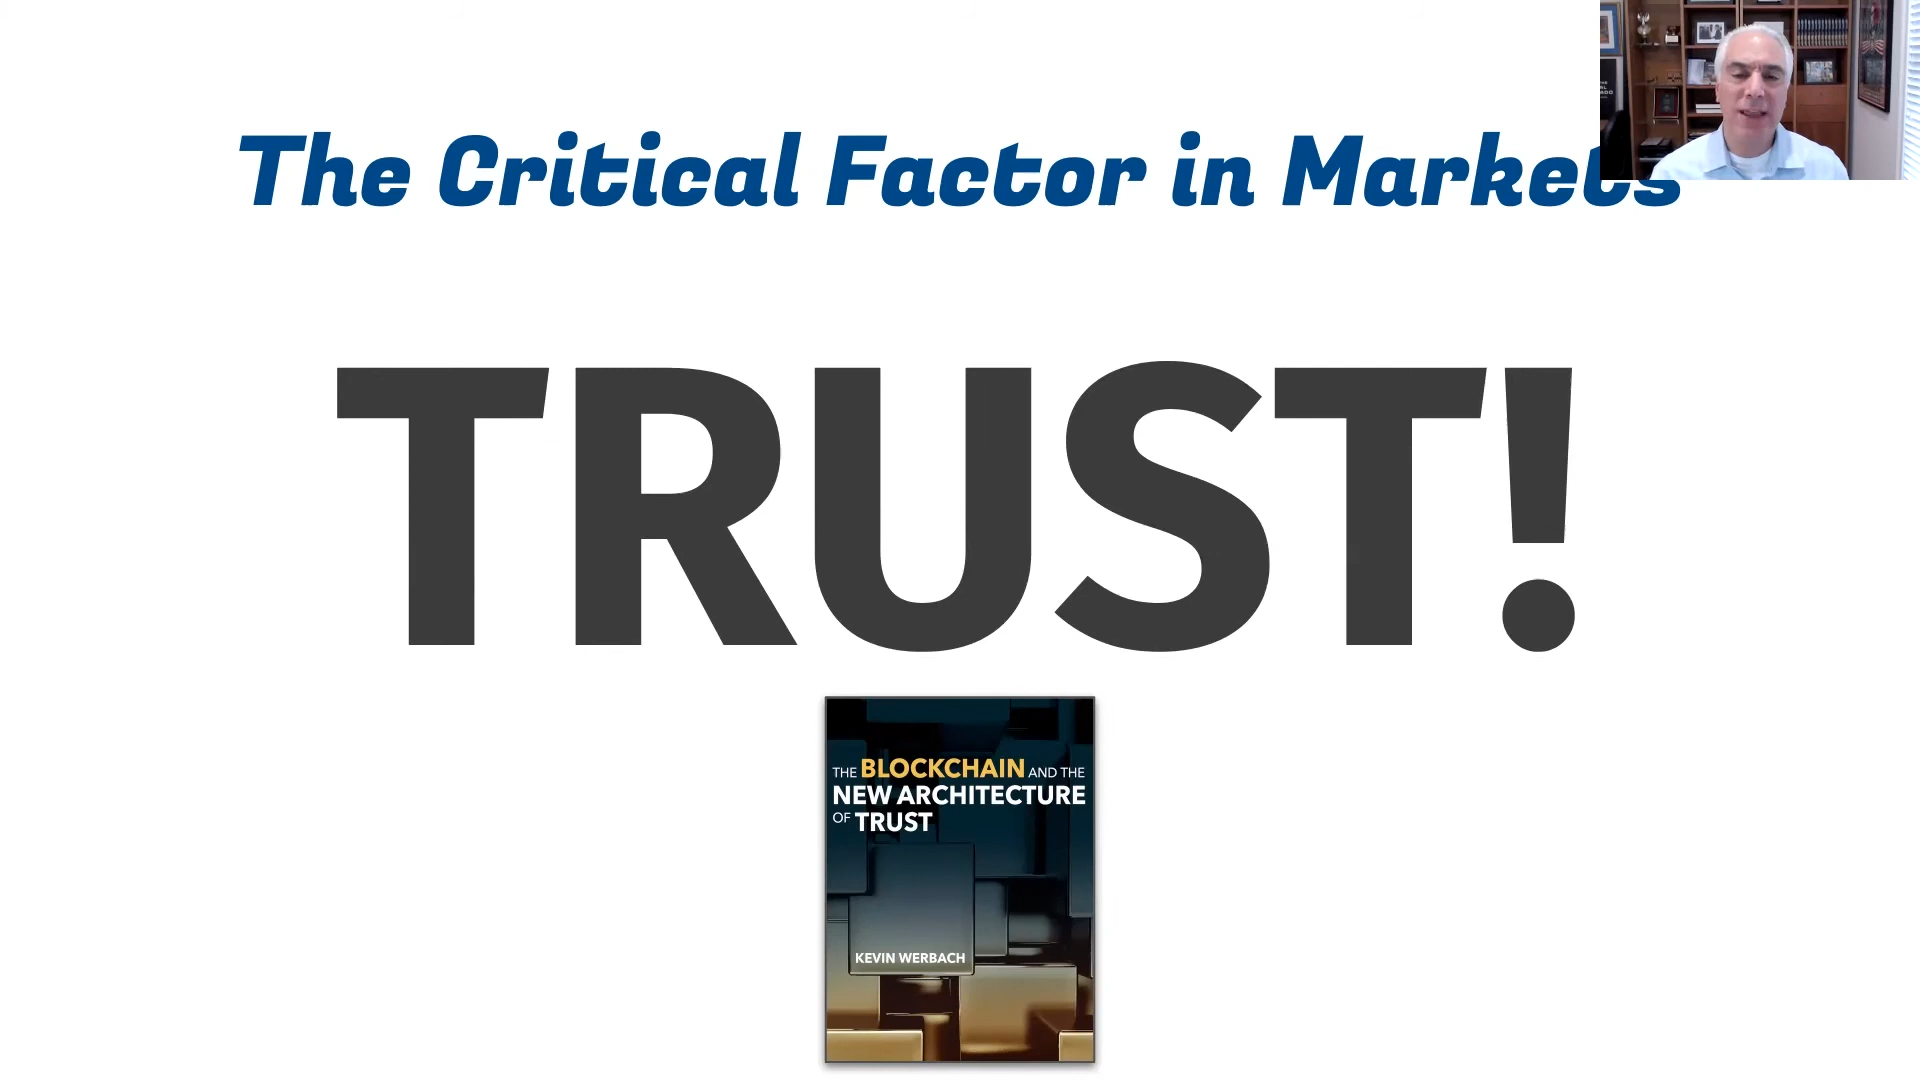 The Critical Factor in Markets
TRUST!
THE BLOCKCHAIN AND THE
NEW ARCHITECTURE
OF TRUST
KEVIN WERBACH